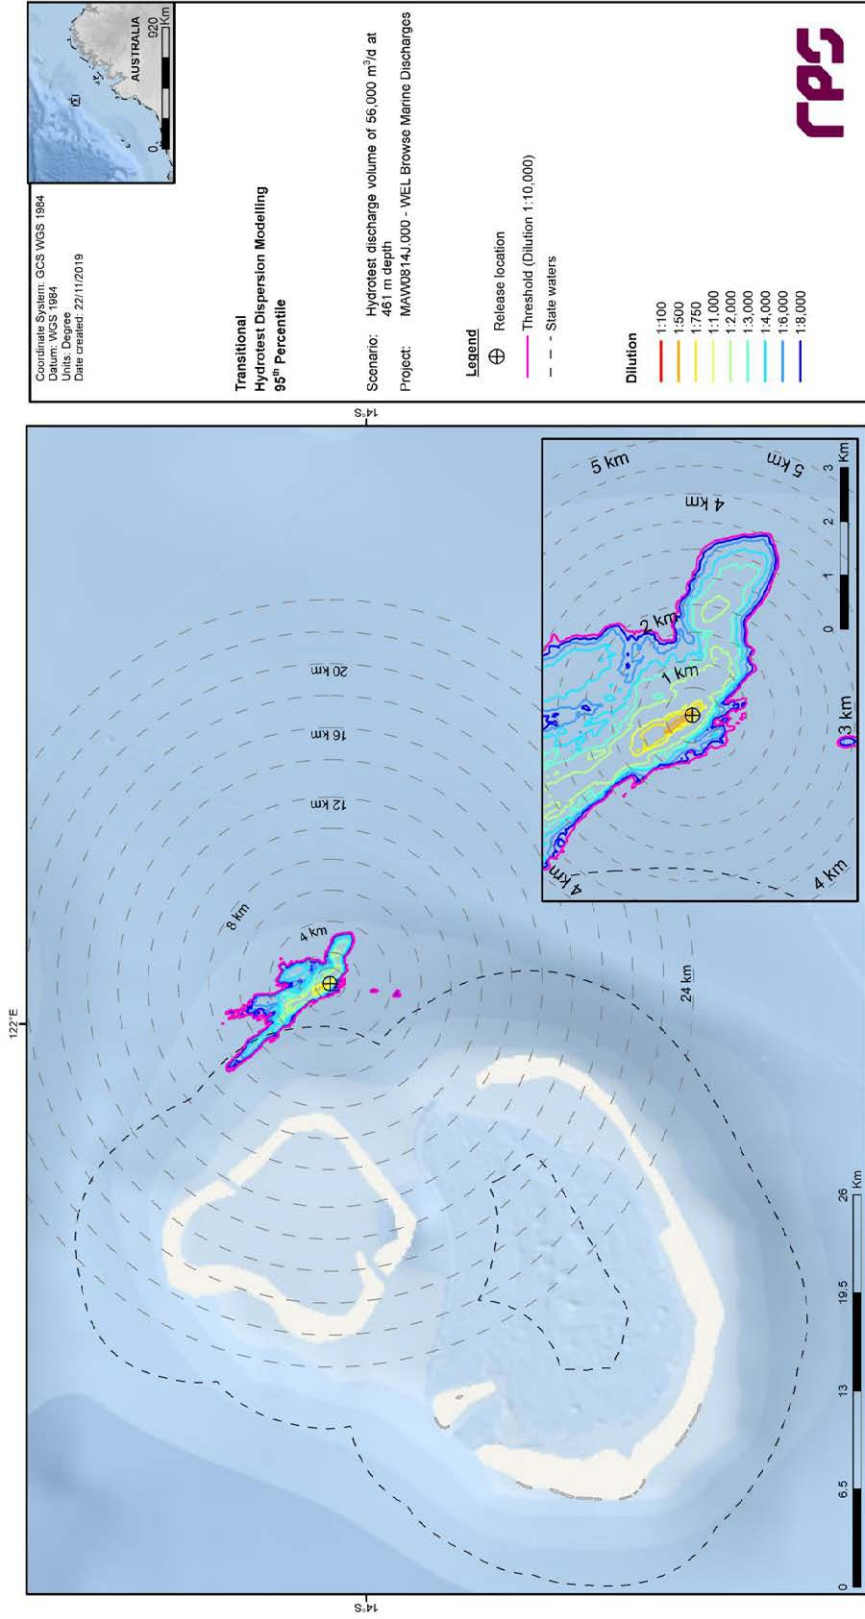 Coordinate System: GCS WGS 1984
Datum: WGS 1984
Units: Degree
Date created: 22/11/2019
AUSTRALIA
0 920
Km
Transitional
Hydrotest Dispersion Modelling
95th Percentile
Scenario: Hydrotest discharge volume of 56,000 m³/d at
461 m depth
Project: MAW0814J.000 - WEL Browse Marine Discharges
Legend
Release location
Threshold (Dilution 1:10,000)
State waters
Dilution
1:100
1:500
1:750
1:1,000
1:2,000
1:3,000
1:4,000
1:6,000
1:8,000
rps
122°E
14°S
14°S
4 km
8 km
12 km
16 km
20 km
24 km
0 6.5 13 19.5 26
Km
1 km
2 km
3 km
4 km
4 km
4 km
5 km
5 km
0 1 2 3
Km